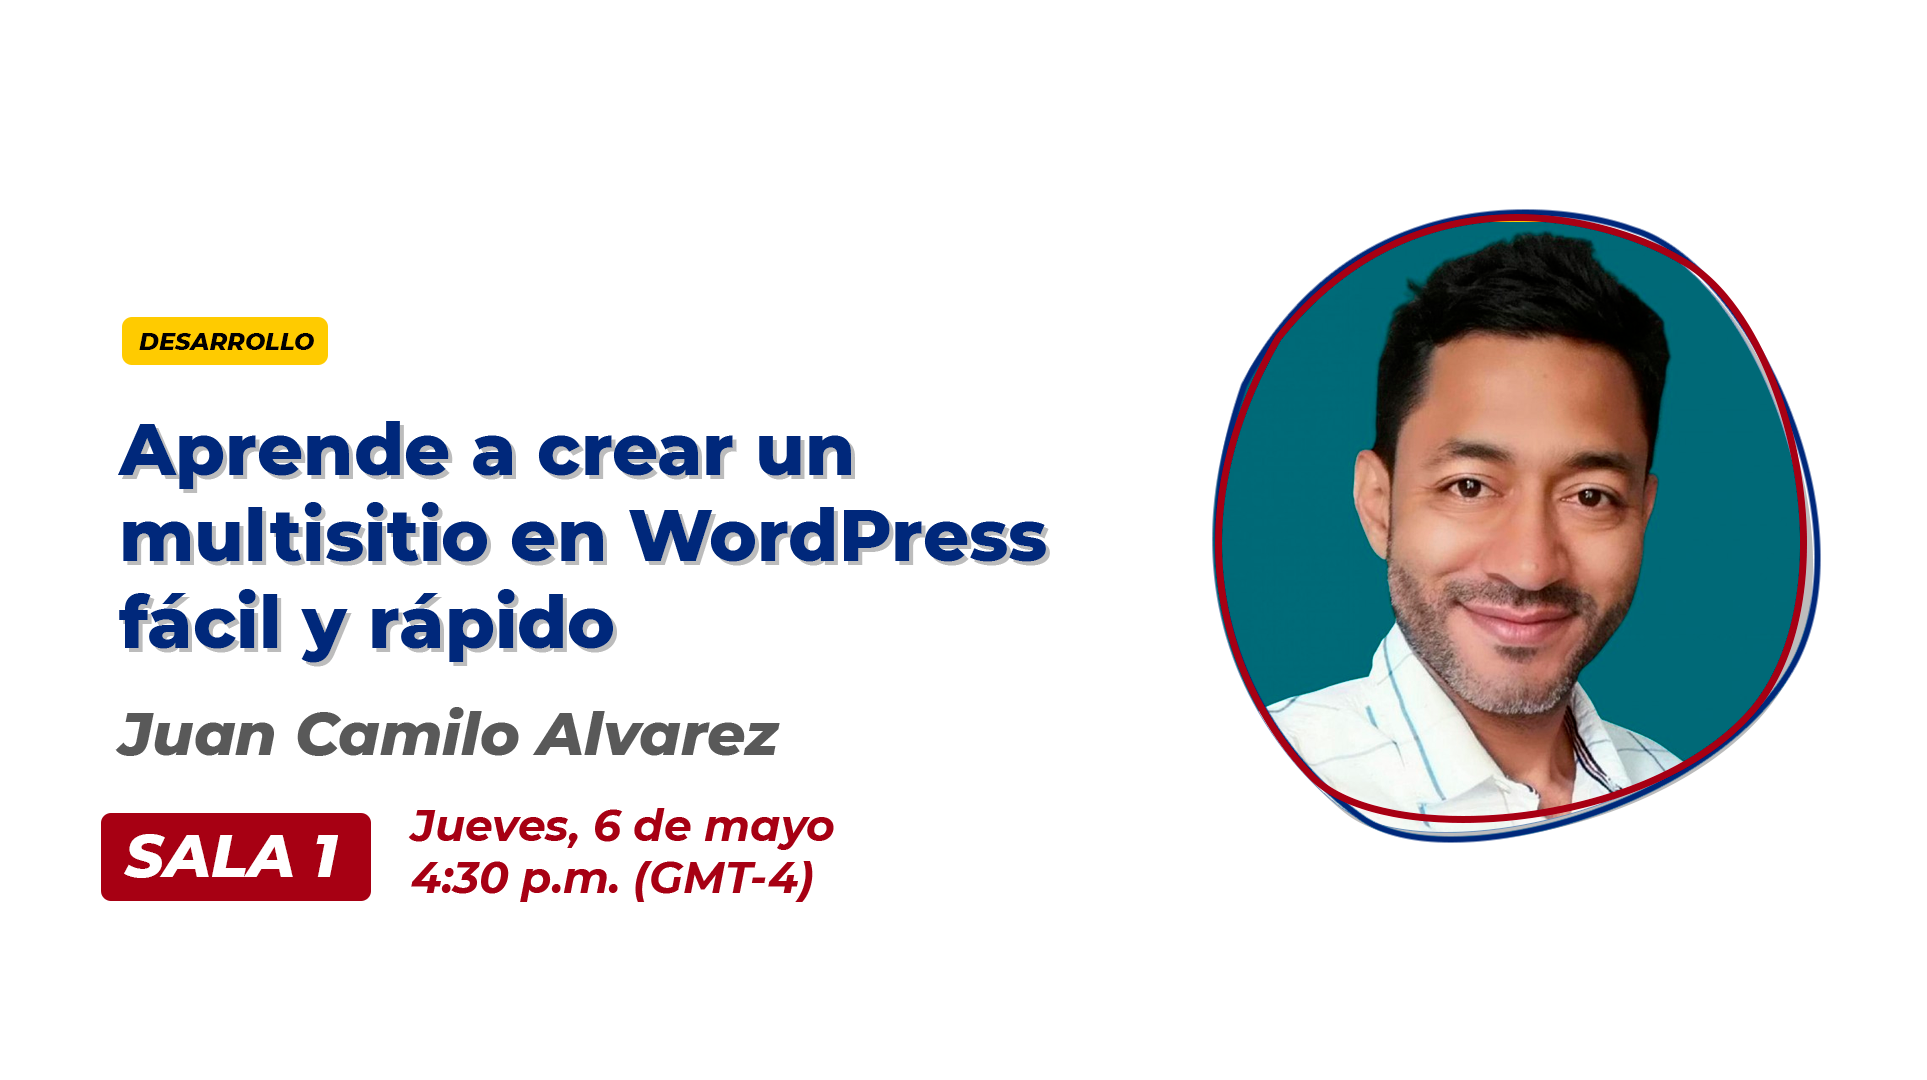 DESARROLLO
Aprende a crear un
multisitio en WordPress
fácil y rápido
Juan Camilo Alvarez
SALA 1
Jueves, 6 de mayo
4:30 p.m. (GMT-4)